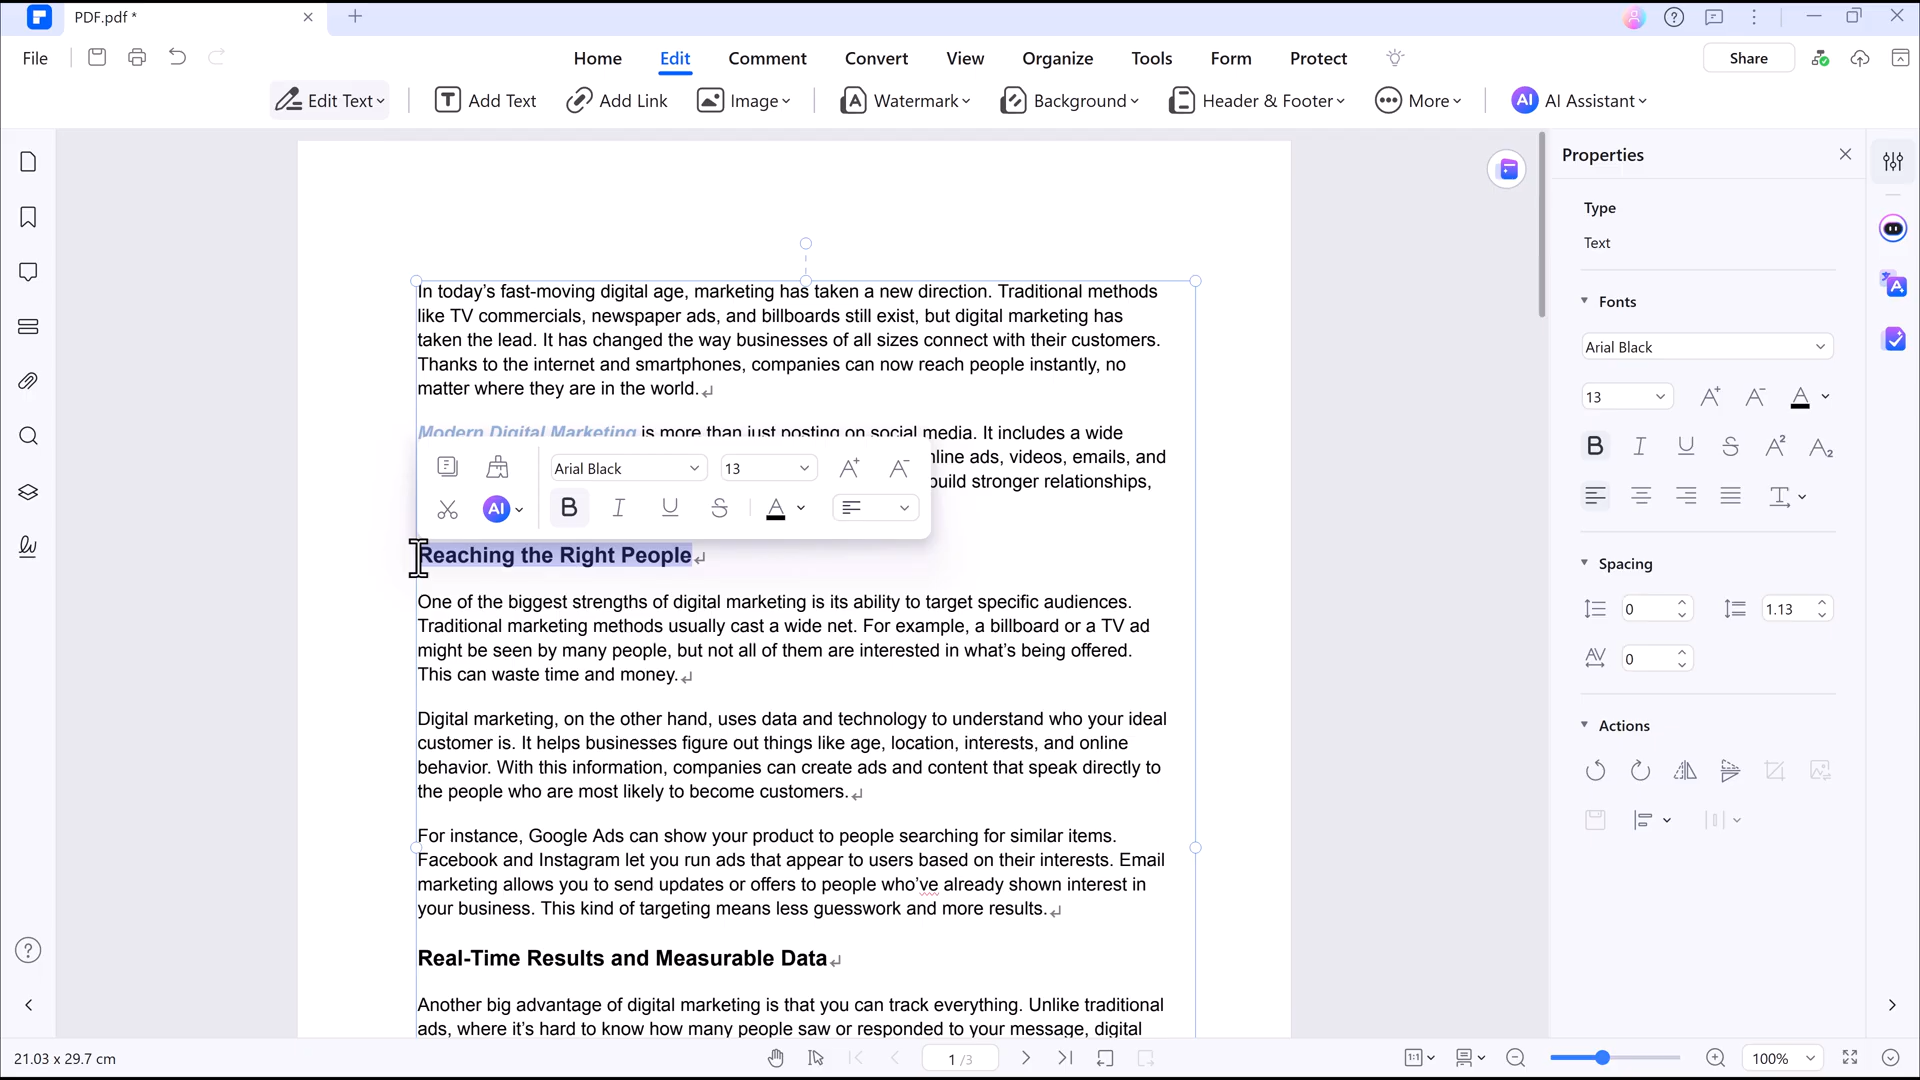 PDF.pdf *
File
Home Edit Comment Convert View Organize Tools Form Protect
Share
Edit Text
Add Text
Add Link
Image
Watermark
Background
Header & Footer
More
AI AI Assistant
Properties
Type
Text
Fonts
Arial Black
13
Spacing
0 1.13
0
Actions
In today’s fast-moving digital age, marketing has taken a new direction. Traditional methods
like TV commercials, newspaper ads, and billboards still exist, but digital marketing has
taken the lead. It has changed the way businesses of all sizes connect with their customers.
Thanks to the internet and smartphones, companies can now reach people instantly, no
matter where they are in the world.
Modern Digital Marketing is more than just posting on social media. It includes a wide
nline ads, videos, emails, and
build stronger relationships,
Arial Black 13
AI B I U S A
Reaching the Right People
One of the biggest strengths of digital marketing is its ability to target specific audiences.
Traditional marketing methods usually cast a wide net. For example, a billboard or a TV ad
might be seen by many people, but not all of them are interested in what’s being offered.
This can waste time and money.
Digital marketing, on the other hand, uses data and technology to understand who your ideal
customer is. It helps businesses figure out things like age, location, interests, and online
behavior. With this information, companies can create ads and content that speak directly to
the people who are most likely to become customers.
For instance, Google Ads can show your product to people searching for similar items.
Facebook and Instagram let you run ads that appear to users based on their interests. Email
marketing allows you to send updates or offers to people who’ve already shown interest in
your business. This kind of targeting means less guesswork and more results.
Real-Time Results and Measurable Data
Another big advantage of digital marketing is that you can track everything. Unlike traditional
ads, where it’s hard to know how many people saw or responded to your message, digital
21.03 x 29.7 cm
1 /3
100%